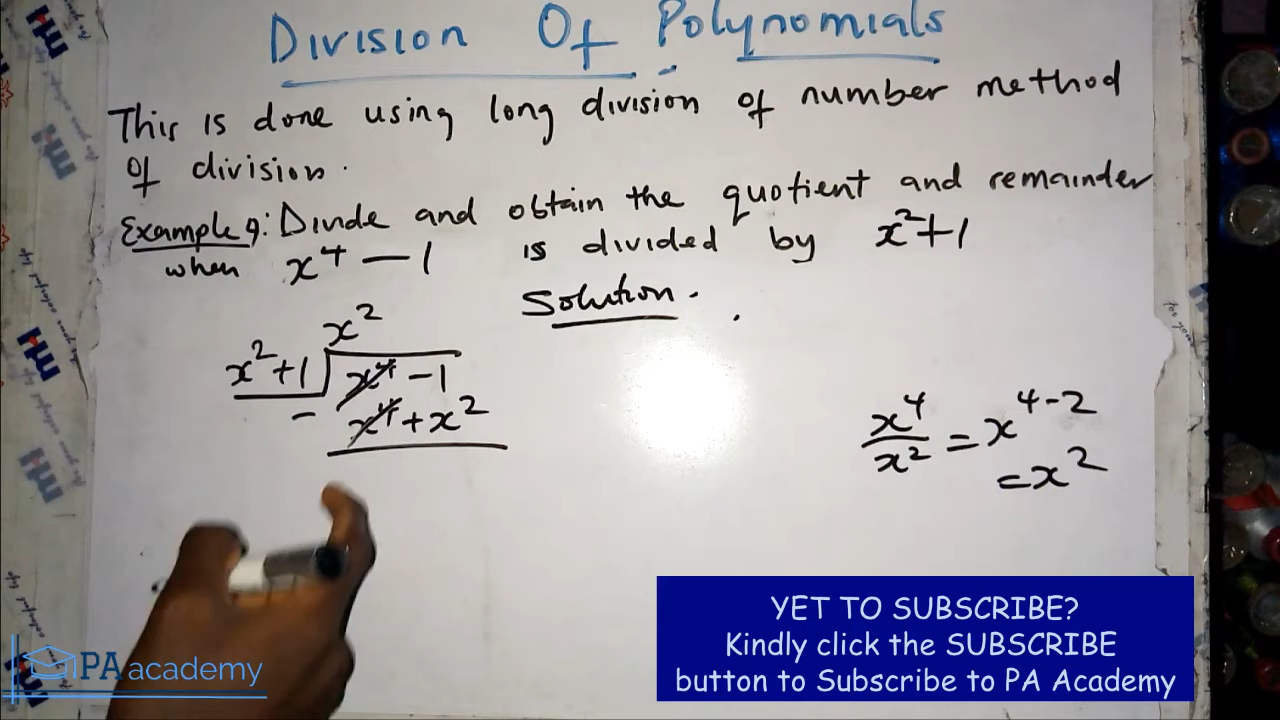 Division Of Polynomials
This is done using long division of number method
of division.
Example 9: Divide and obtain the quotient and remainder
when x⁴ − 1 is divided by x²+1
Solution.
x²
x²+1 x⁴ −1
− x⁴+x²
x⁴/x² = x⁴⁻²
=x²
YET TO SUBSCRIBE?
Kindly click the SUBSCRIBE
button to Subscribe to PA Academy
PA academy